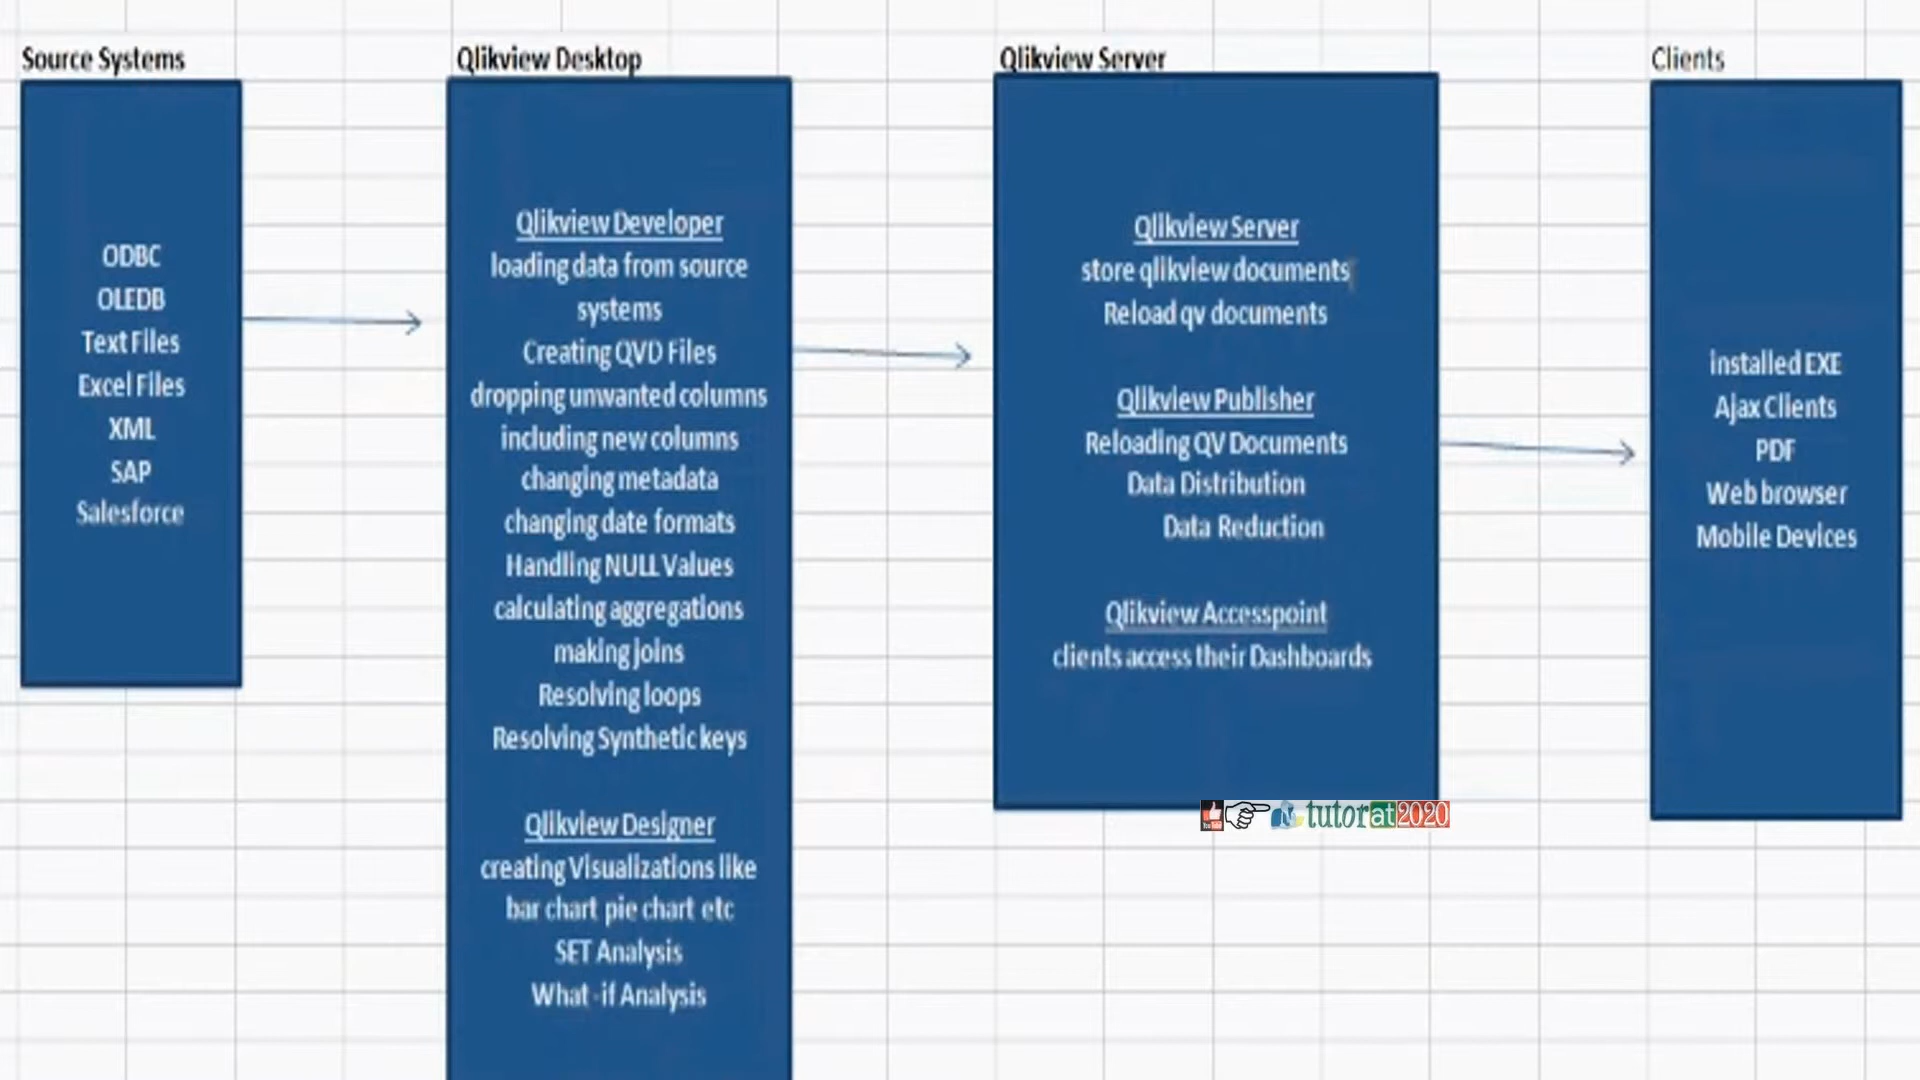 Source Systems
ODBC
OLEDB
Text Files
Excel Files
XML
SAP
Salesforce
Qlikview Desktop
Qlikview Developer
loading data from source
systems
Creating QVD Files
dropping unwanted columns
including new columns
changing metadata
changing date formats
Handling NULL Values
calculating aggregations
making joins
Resolving loops
Resolving Synthetic keys
Qlikview Designer
creating Visualizations like
bar chart pie chart etc
SET Analysis
What -if Analysis
Qlikview Server
Qlikview Server
store qlikview documents
Reload qv documents
Qlikview Publisher
Reloading QV Documents
Data Distribution
Data Reduction
Qlikview Accesspoint
clients access their Dashboards
tutorat2020
Clients
installed EXE
Ajax Clients
PDF
Web browser
Mobile Devices